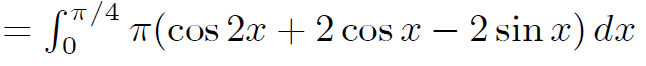 = ∫₀^{π/4} π(cos 2x + 2 cos x − 2 sin x) dx